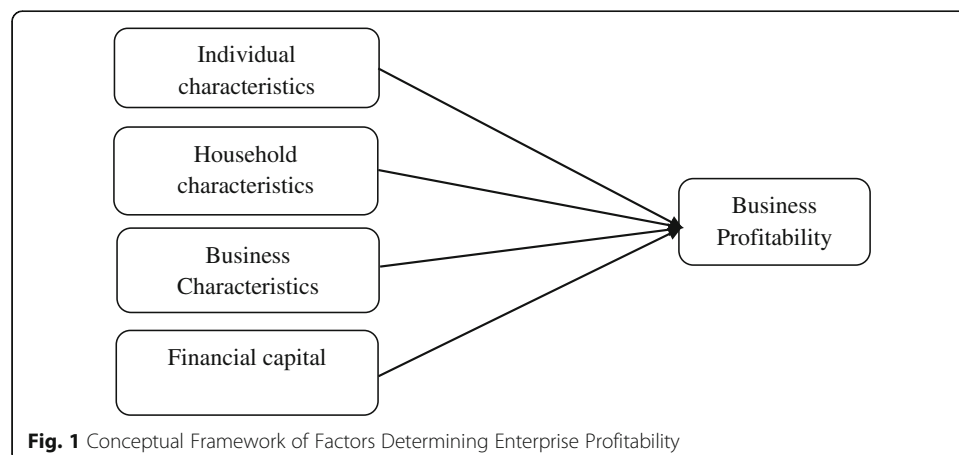 Individual
characteristics
Household
characteristics
Business
Characteristics
Financial capital
Business
Profitability
Fig. 1 Conceptual Framework of Factors Determining Enterprise Profitability